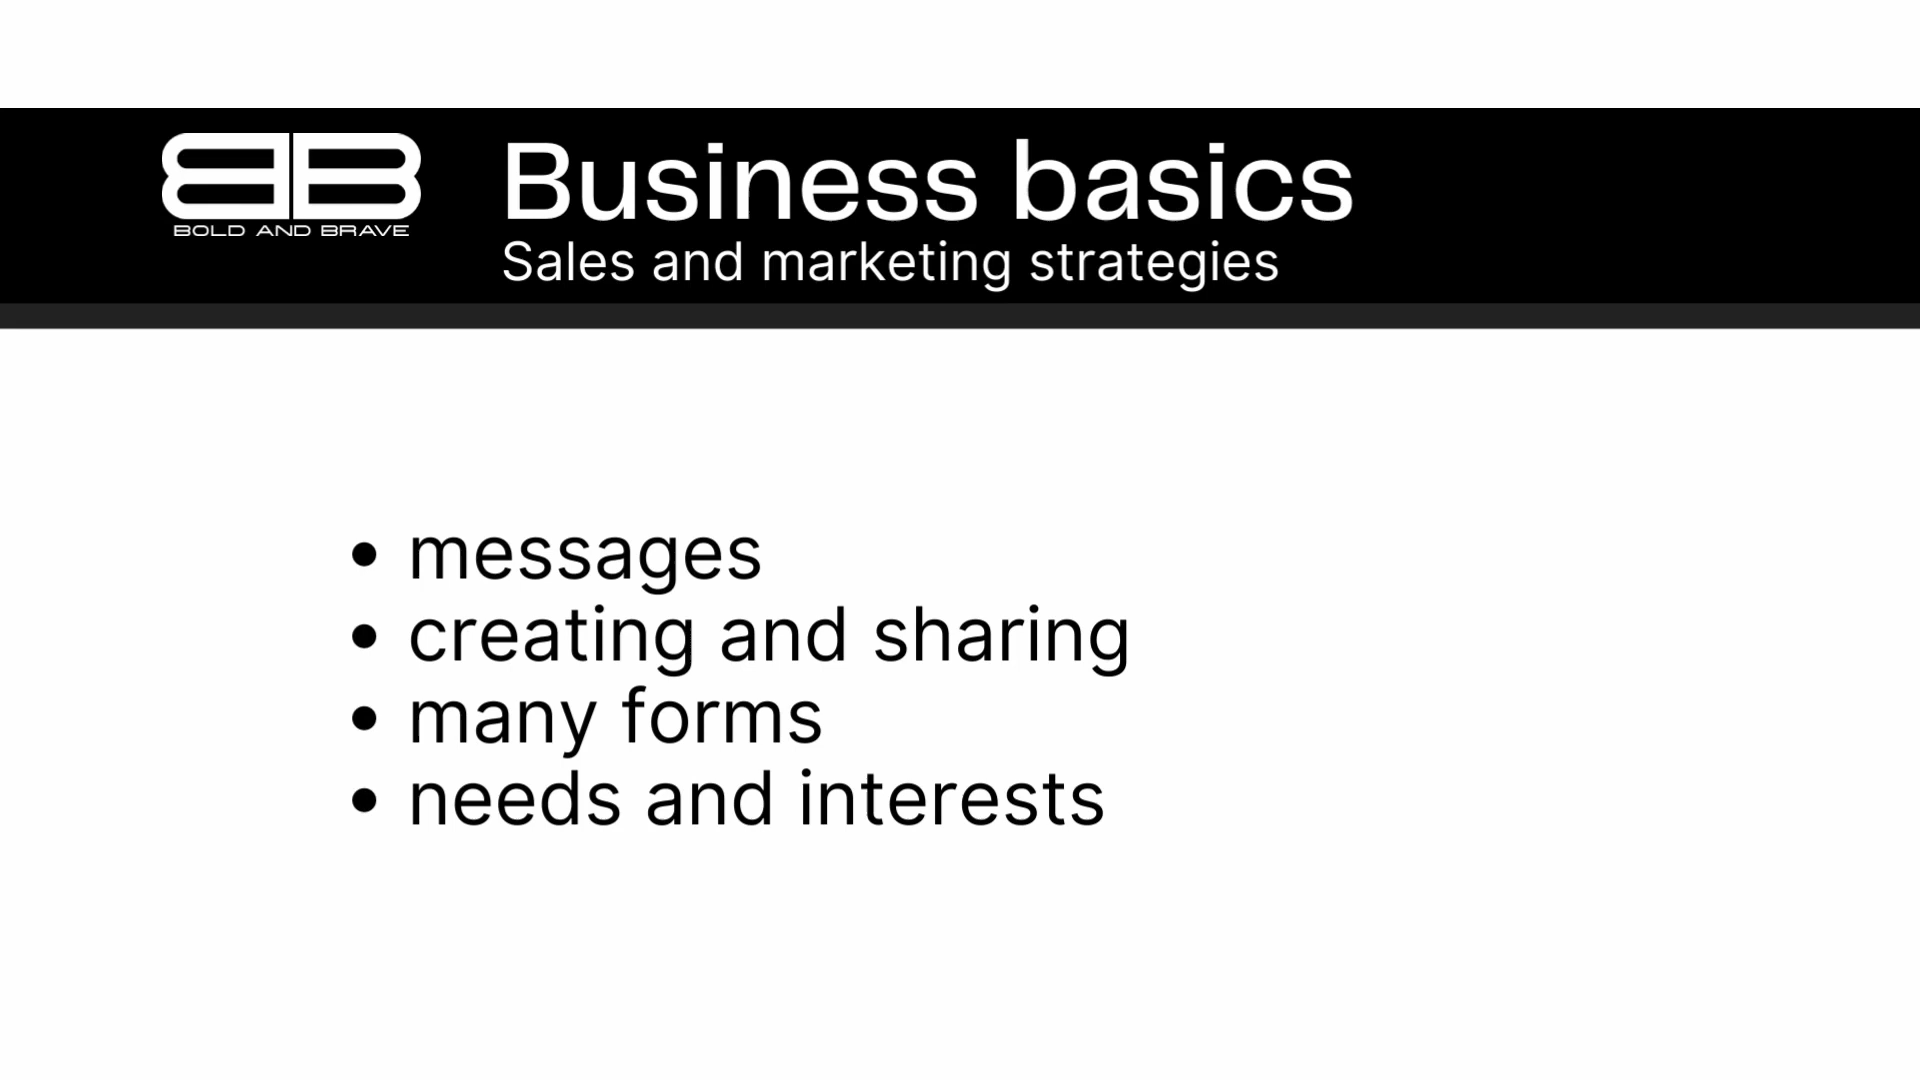 BOLD AND BRAVE
Business basics
Sales and marketing strategies
• messages
• creating and sharing
• many forms
• needs and interests